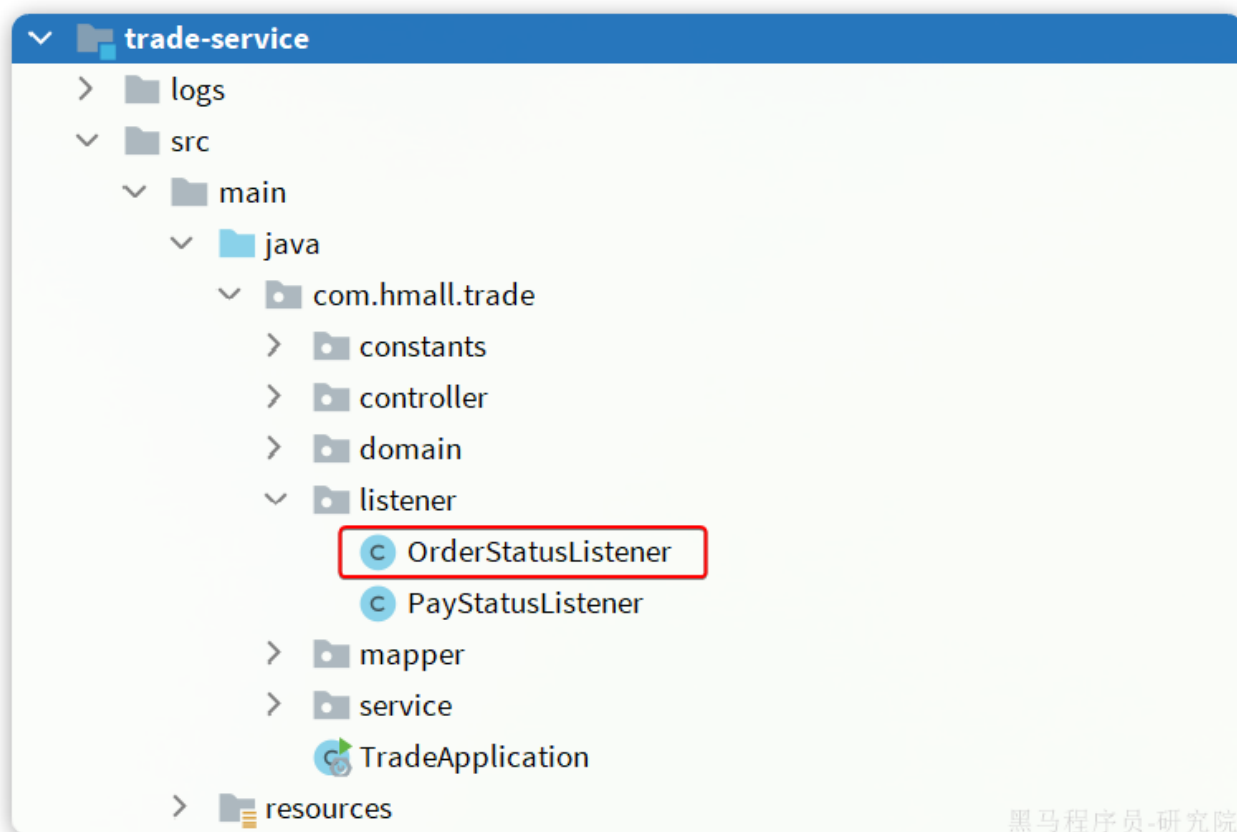 trade-service
logs
src
main
java
com.hmall.trade
constants
controller
domain
listener
C OrderStatusListener
C PayStatusListener
mapper
service
C TradeApplication
resources
黑马程序员-研究院